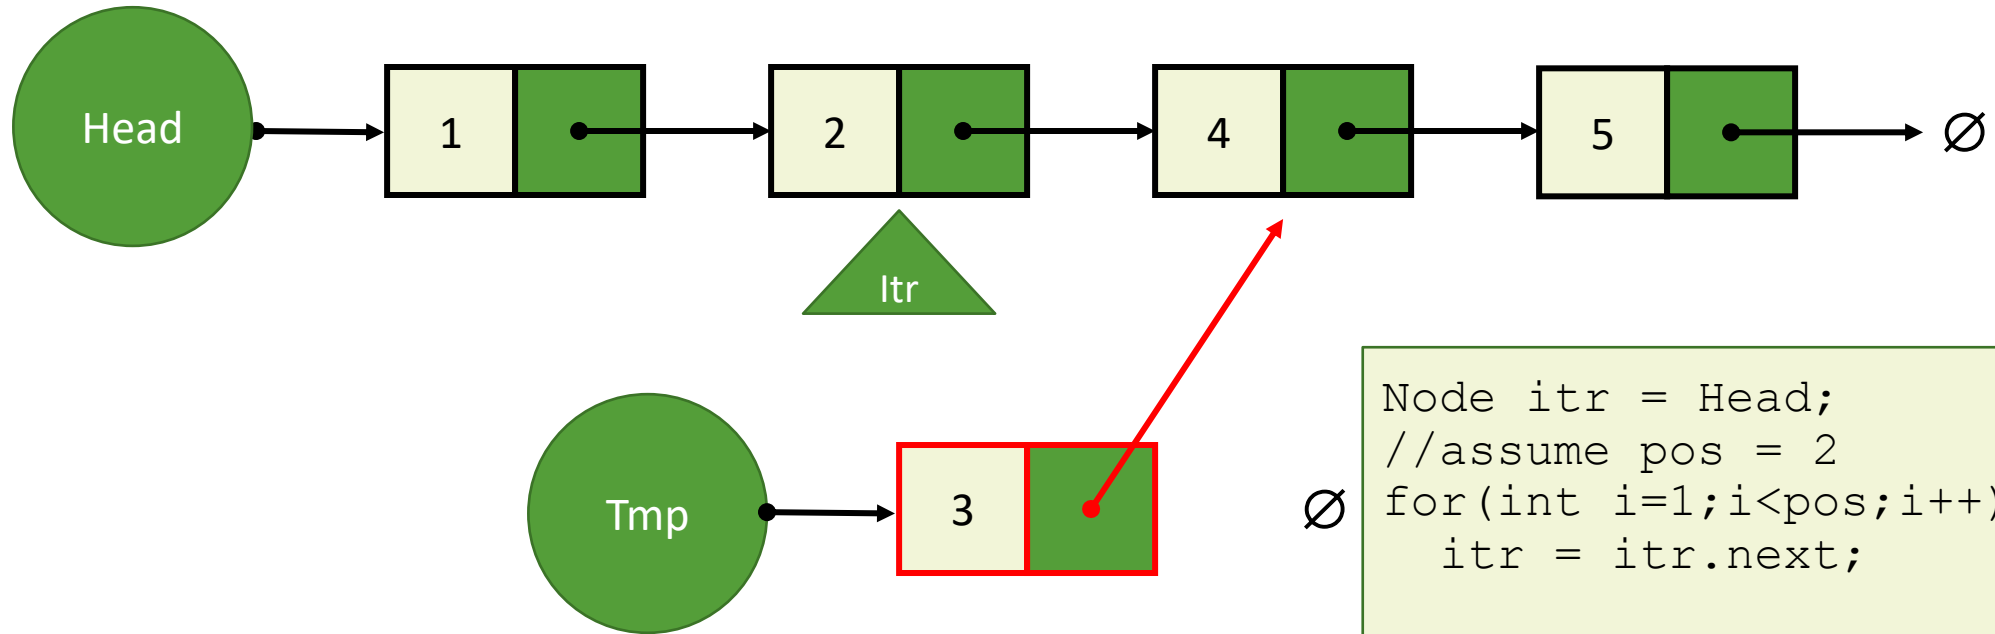 Head
1
2
4
5
∅
Itr
Tmp
3
∅
Node itr = Head;
//assume pos = 2
for(int i=1;i<pos;i++)
itr = itr.next;